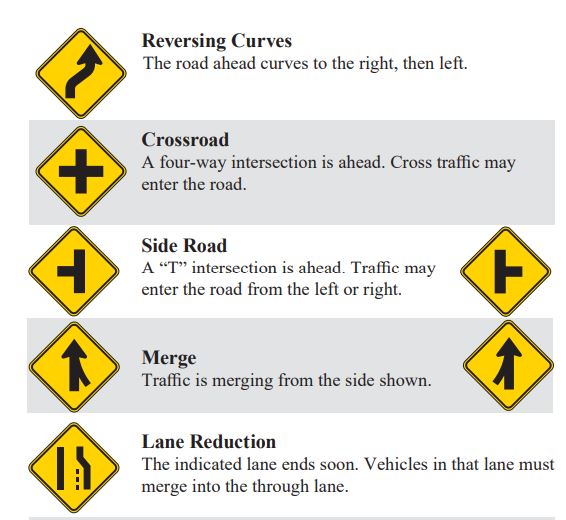 Reversing Curves
The road ahead curves to the right, then left.
Crossroad
A four-way intersection is ahead. Cross traffic may
enter the road.
Side Road
A “T” intersection is ahead. Traffic may
enter the road from the left or right.
Merge
Traffic is merging from the side shown.
Lane Reduction
The indicated lane ends soon. Vehicles in that lane must
merge into the through lane.